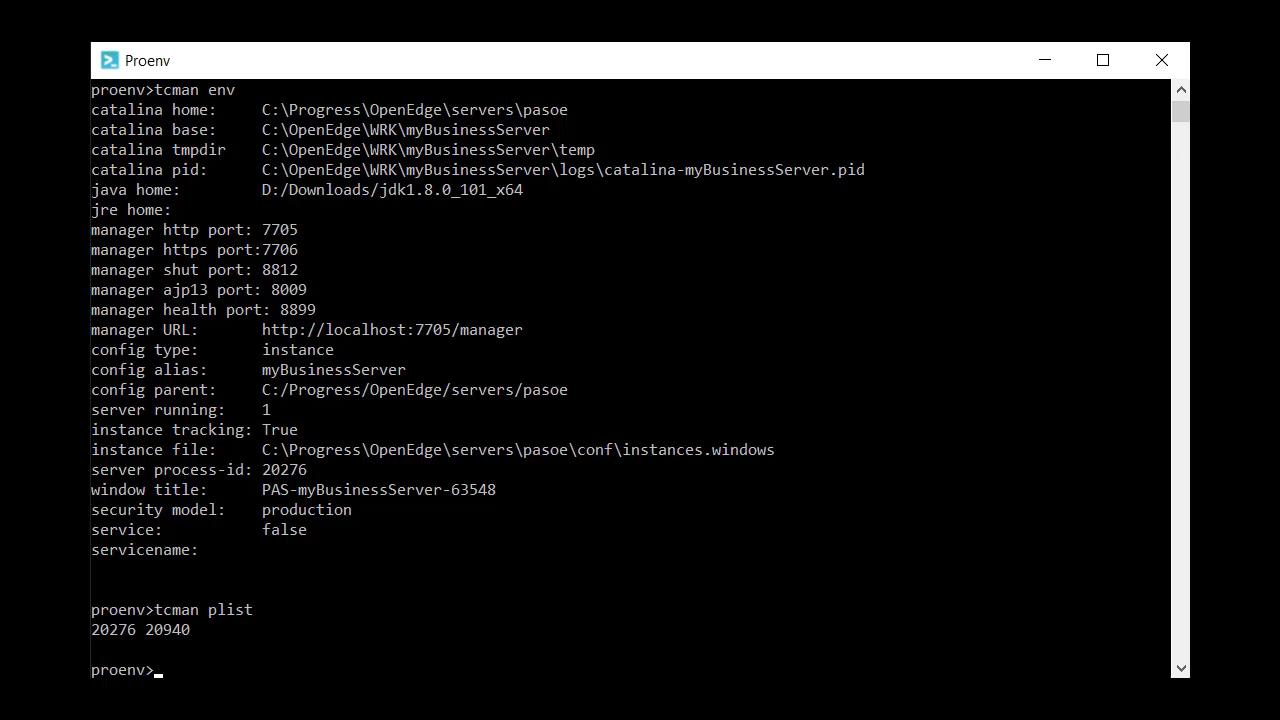 Proenv
proenv>tcman env
catalina home:     C:\Progress\OpenEdge\servers\pasoe
catalina base:     C:\OpenEdge\WRK\myBusinessServer
catalina tmpdir    C:\OpenEdge\WRK\myBusinessServer\temp
catalina pid:      C:\OpenEdge\WRK\myBusinessServer\logs\catalina-myBusinessServer.pid
java home:         D:/Downloads/jdk1.8.0_101_x64
jre home:
manager http port: 7705
manager https port:7706
manager shut port: 8812
manager ajp13 port: 8009
manager health port: 8899
manager URL:       http://localhost:7705/manager
config type:       instance
config alias:      myBusinessServer
config parent:     C:/Progress/OpenEdge/servers/pasoe
server running:    1
instance tracking: True
instance file:     C:\Progress\OpenEdge\servers\pasoe\conf\instances.windows
server process-id: 20276
window title:      PAS-myBusinessServer-63548
security model:    production
service:           false
servicename:
proenv>tcman plist
20276 20940
proenv>